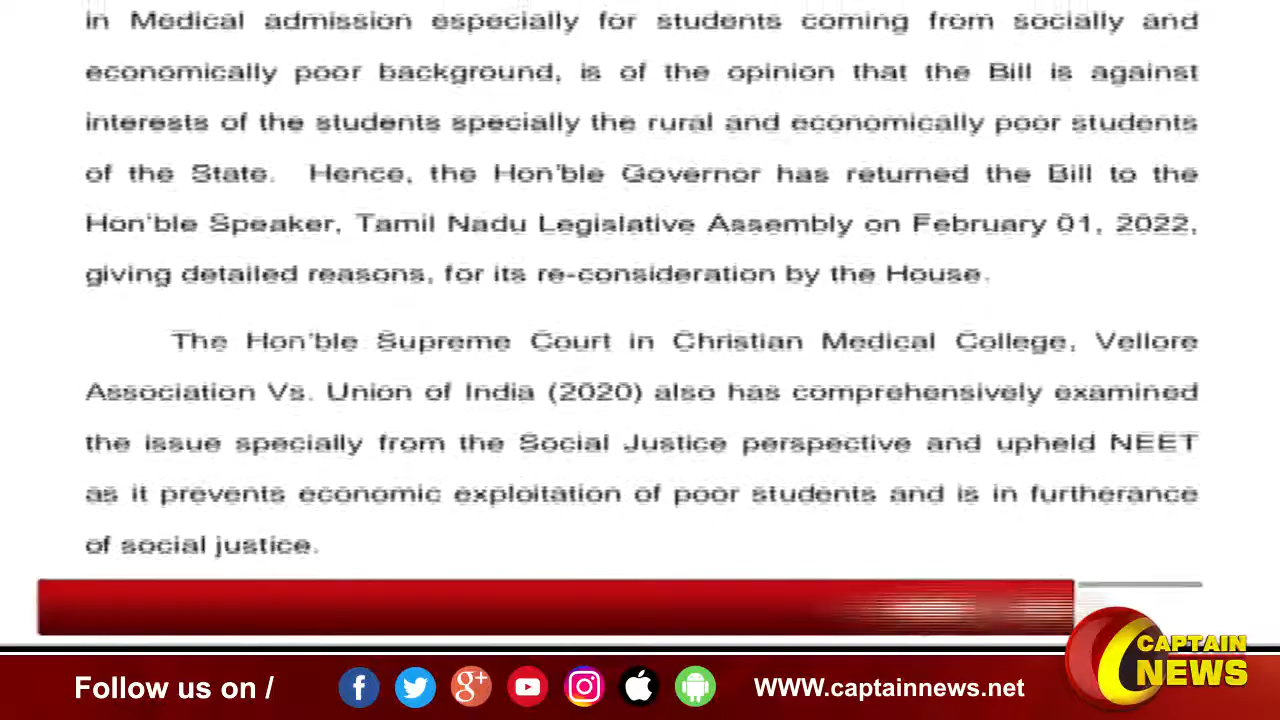 in Medical admission especially for students coming from socially and
economically poor background, is of the opinion that the Bill is against
interests of the students specially the rural and economically poor students
of the State. Hence, the Hon'ble Governor has returned the Bill to the
Hon'ble Speaker, Tamil Nadu Legislative Assembly on February 01, 2022,
giving detailed reasons, for its re-consideration by the House.
The Hon'ble Supreme Court in Christian Medical College, Vellore
Association Vs. Union of India (2020) also has comprehensively examined
the issue specially from the Social Justice perspective and upheld NEET
as it prevents economic exploitation of poor students and is in furtherance
of social justice.
CAPTAIN
NEWS
Follow us on / WWW.captainnews.net